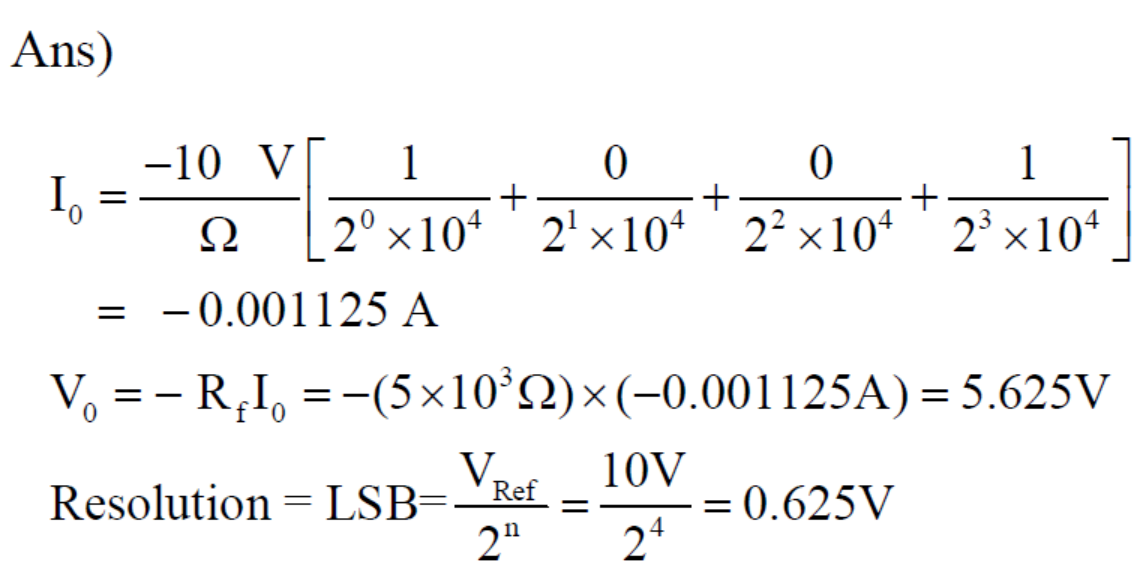 Ans)
I₀ = −10 V / Ω [ 1 / 2⁰ ×10⁴ + 0 / 2¹ ×10⁴ + 0 / 2² ×10⁴ + 1 / 2³ ×10⁴ ]
= −0.001125 A
V₀ = − R_f I₀ = −(5×10³Ω)×(−0.001125A) = 5.625V
Resolution = LSB= V_Ref / 2ⁿ = 10V / 2⁴ = 0.625V